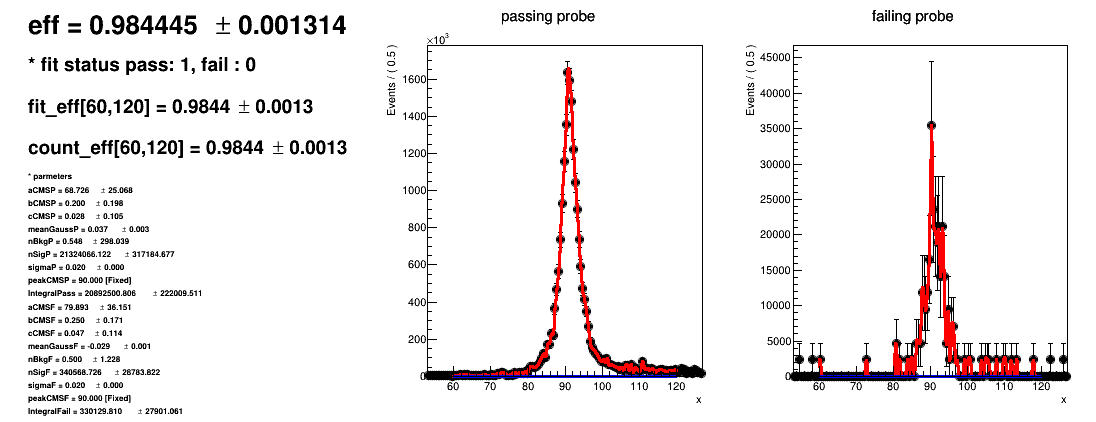 eff = 0.984445 ± 0.001314
* fit status pass: 1, fail : 0
fit_eff[60,120] = 0.9844 ± 0.0013
count_eff[60,120] = 0.9844 ± 0.0013
* parmeters
aCMSP = 68.726 ± 25.068
bCMSP = 0.200 ± 0.198
cCMSP = 0.028 ± 0.105
meanGaussP = 0.037 ± 0.003
nBkgP = 0.548 ± 298.039
nSigP = 21324066.122 ± 317184.677
sigmaP = 0.020 ± 0.000
peakCMSP = 90.000 [Fixed]
IntegralPass = 20892500.806 ± 222009.511
aCMSF = 79.893 ± 36.151
bCMSF = 0.250 ± 0.171
cCMSF = 0.047 ± 0.114
meanGaussF = -0.029 ± 0.001
nBkgF = 0.500 ± 1.228
nSigF = 340568.726 ± 28783.822
sigmaF = 0.020 ± 0.000
peakCMSF = 90.000 [Fixed]
IntegralFail = 330129.810 ± 27901.061
passing probe
×10³
Events / ( 0.5 )
1600
1400
1200
1000
800
600
400
200
0
60 70 80 90 100 110 120
x
failing probe
Events / ( 0.5 )
45000
40000
35000
30000
25000
20000
15000
10000
5000
0
60 70 80 90 100 110 120
x